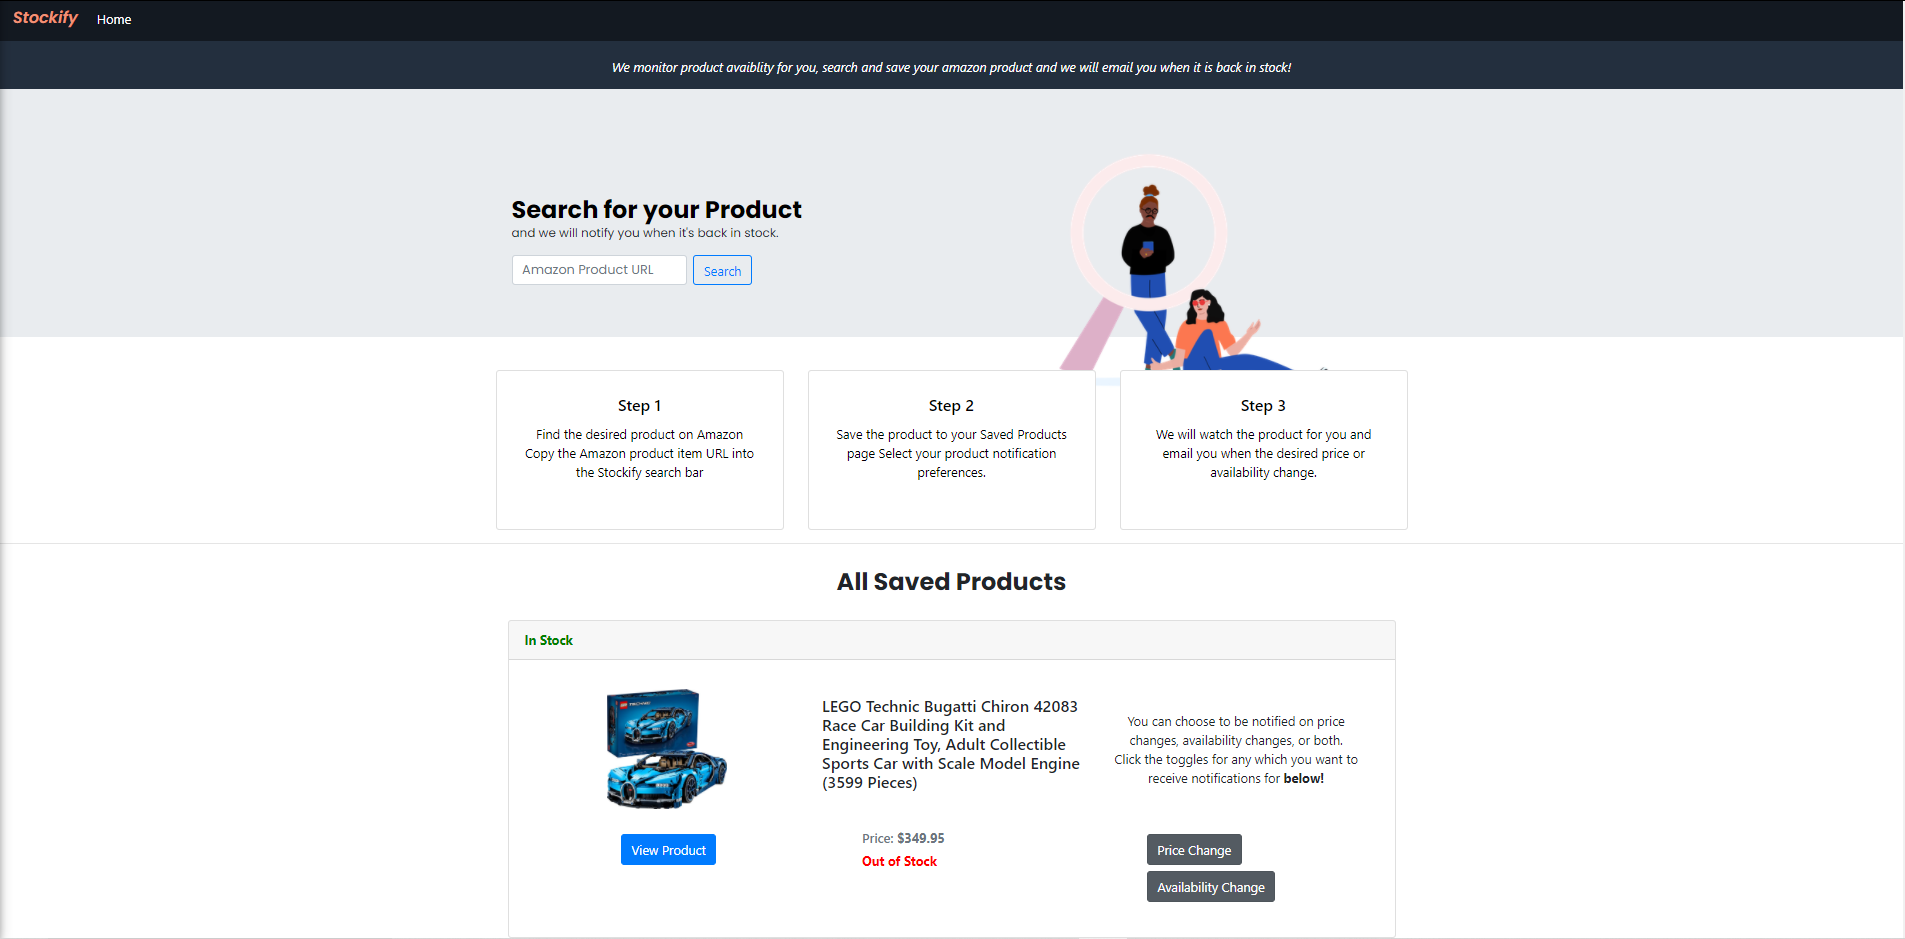 Stockify Home
We monitor product avaiblity for you, search and save your amazon product and we will email you when it is back in stock!
Search for your Product
and we will notify you when it's back in stock.
Amazon Product URL
Search
Step 1
Find the desired product on Amazon
Copy the Amazon product item URL into
the Stockify search bar
Step 2
Save the product to your Saved Products
page Select your product notification
preferences.
Step 3
We will watch the product for you and
email you when the desired price or
availability change.
All Saved Products
In Stock
LEGO Technic Bugatti Chiron 42083
Race Car Building Kit and
Engineering Toy, Adult Collectible
Sports Car with Scale Model Engine
(3599 Pieces)
You can choose to be notified on price
changes, availability changes, or both.
Click the toggles for any which you want to
receive notifications for below!
View Product
Price: $349.95
Out of Stock
Price Change
Availability Change